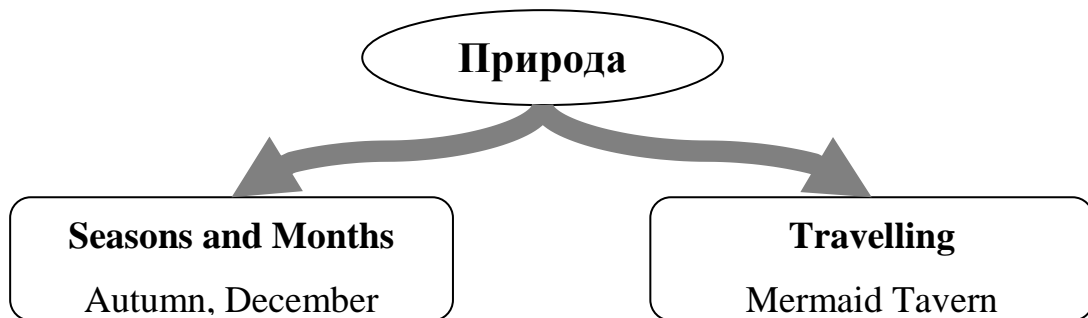 Природа
Seasons and Months
Autumn, December
Travelling
Mermaid Tavern